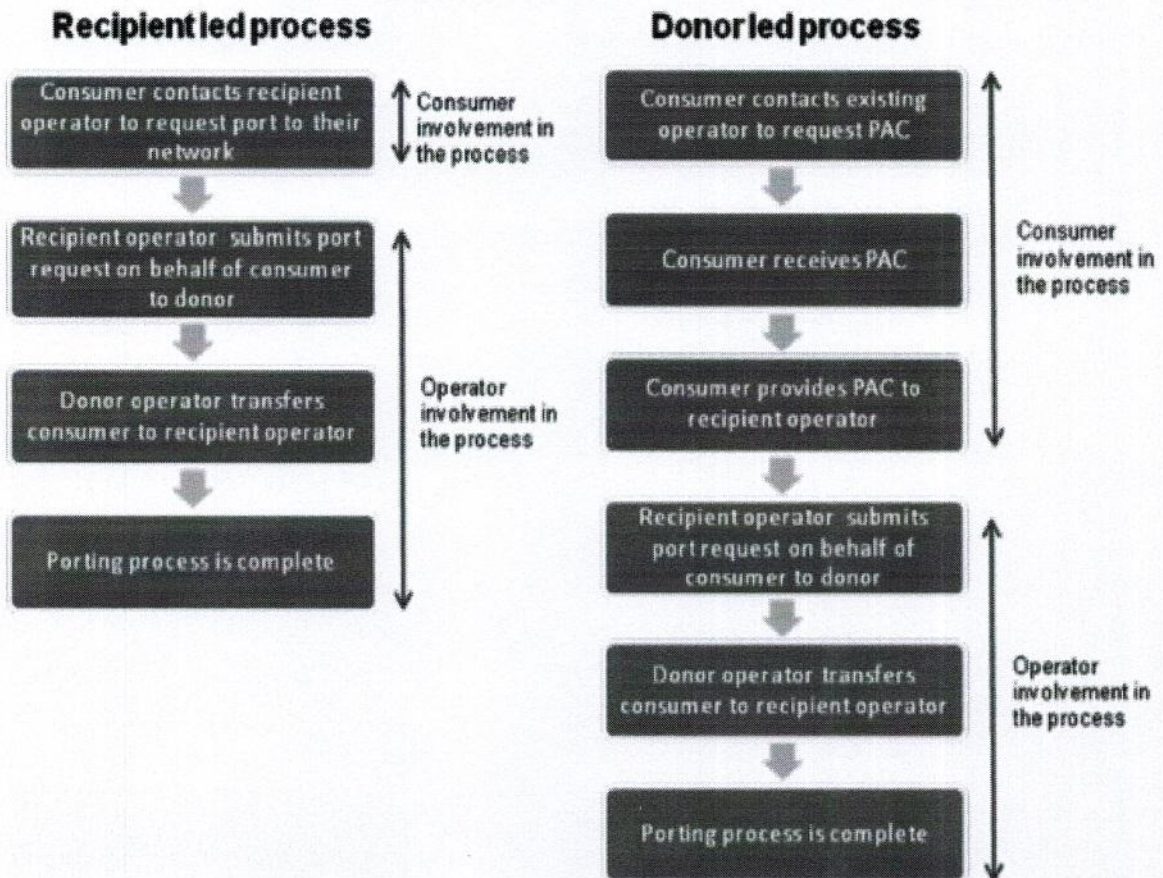 Recipient led process
Consumer contacts recipient
operator to request port to their
network
Consumer
involvement in
the process
Recipient operator submits port
request on behalf of consumer
to donor
Donor operator transfers
consumer to recipient operator
Porting process is complete
Operator
involvement in
the process
Donor led process
Consumer contacts existing
operator to request PAC
Consumer receives PAC
Consumer provides PAC to
recipient operator
Consumer
involvement in
the process
Recipient operator submits
port request on behalf of
consumer to donor
Donor operator transfers
consumer to recipient operator
Porting process is complete
Operator
involvement in
the process